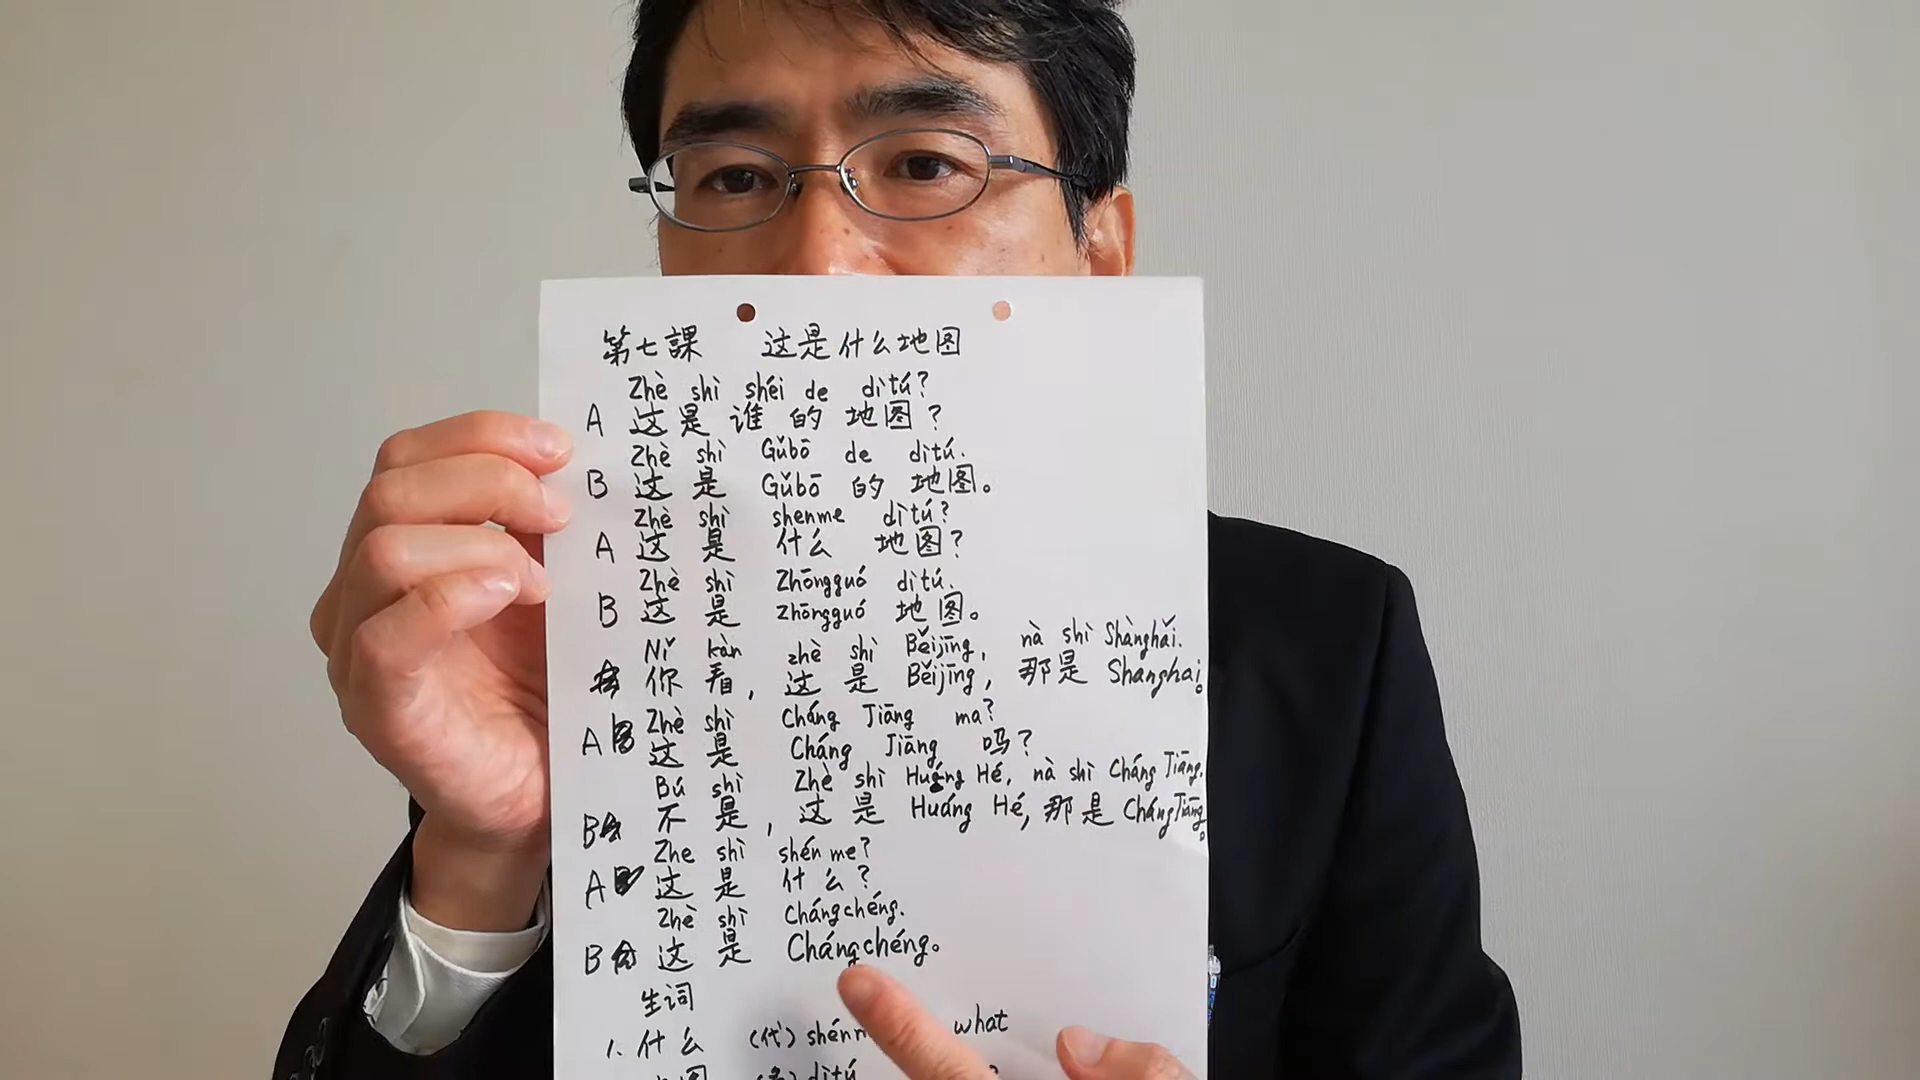 第七課 这是什么地图
Zhè shì shéi de dìtú?
A 这是谁的地图?
Zhè shì Gǔbō de dìtú.
B 这是 Gǔbō 的地图。
Zhè shì shenme dìtú?
A 这是什么地图?
Zhè shì Zhōngguó dìtú.
B 这是 zhōngguó 地图。
Nǐ kàn zhè shì Běijīng, nà shì Shànghǎi.
你看, 这是 Běijīng, 那是 Shanghai。
Zhè shì Cháng Jiāng ma?
A 这是 Cháng Jiāng 吗?
Bú shì Zhè shì Huáng Hé, nà shì Cháng Jiāng.
B 不是, 这是 Huáng Hé, 那是 Cháng Jiāng。
Zhe shì shén me?
A 这是什么?
Zhè shì Chángchéng.
B 这是 Chángchéng。
生词
1. 什么 (代) what
dìtú